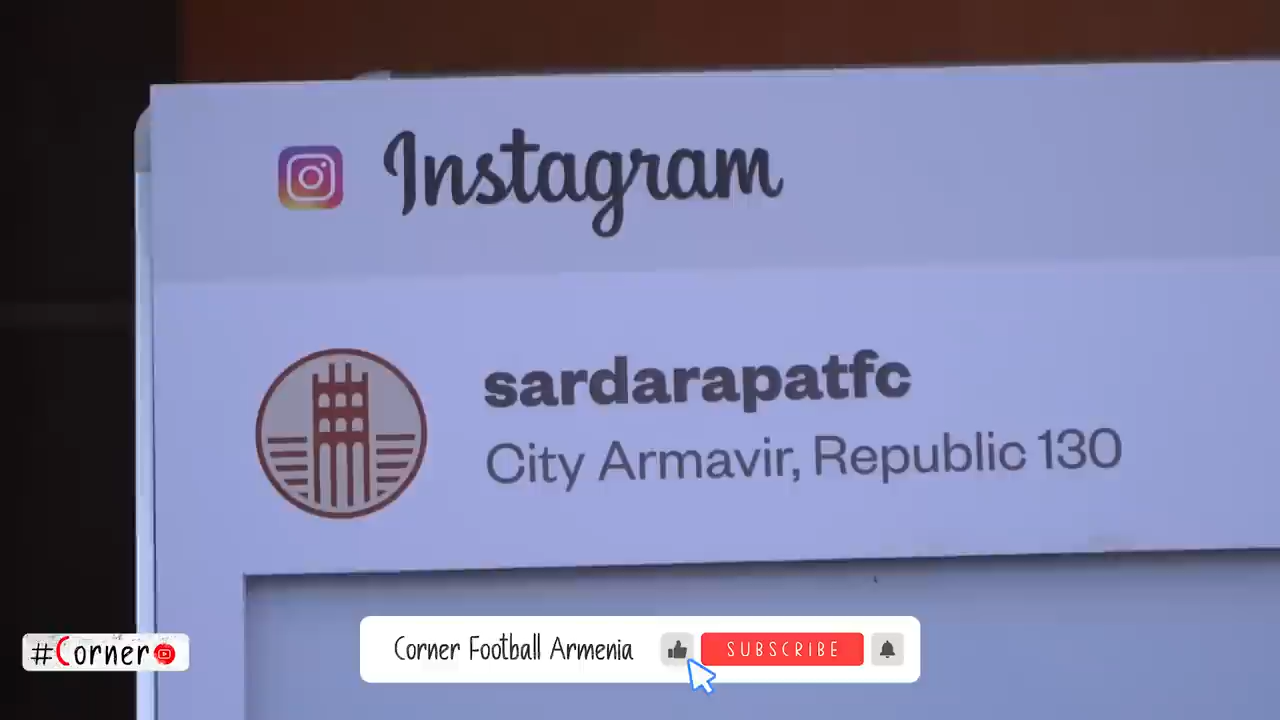 Instagram
sardarapatfc
City Armavir, Republic 130
#Corner
Corner Football Armenia
SUBSCRIBE